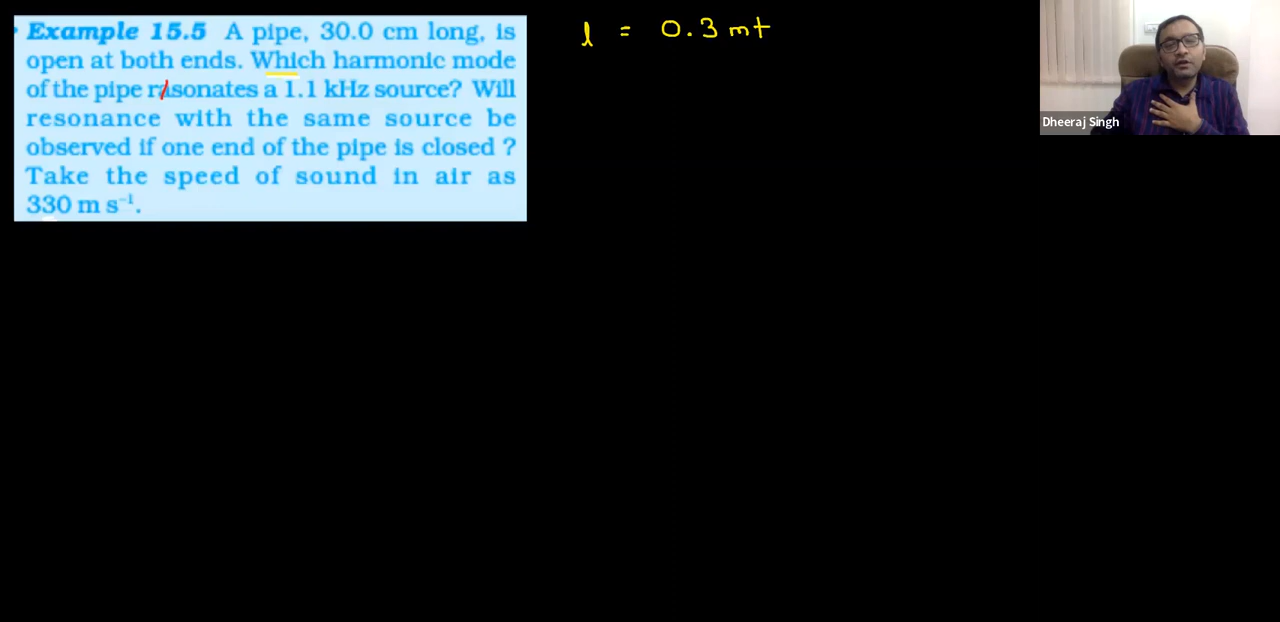 Example 15.5 A pipe, 30.0 cm long, is
open at both ends. Which harmonic mode
of the pipe resonates a 1.1 kHz source? Will
resonance with the same source be
observed if one end of the pipe is closed ?
Take the speed of sound in air as
330 m s⁻¹.
l = 0.3 mt
Dheeraj Singh